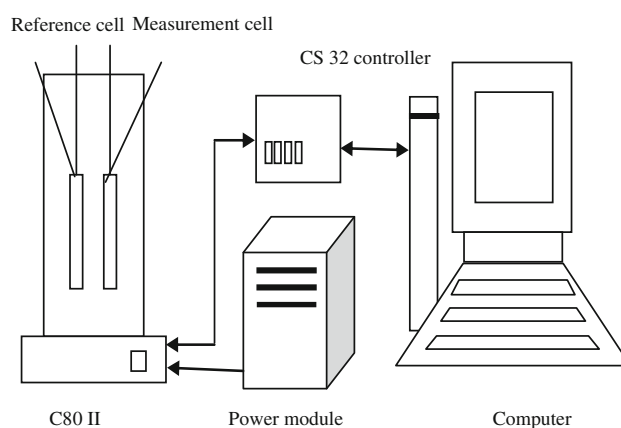 Reference cell Measurement cell
CS 32 controller
C80 II
Power module
Computer